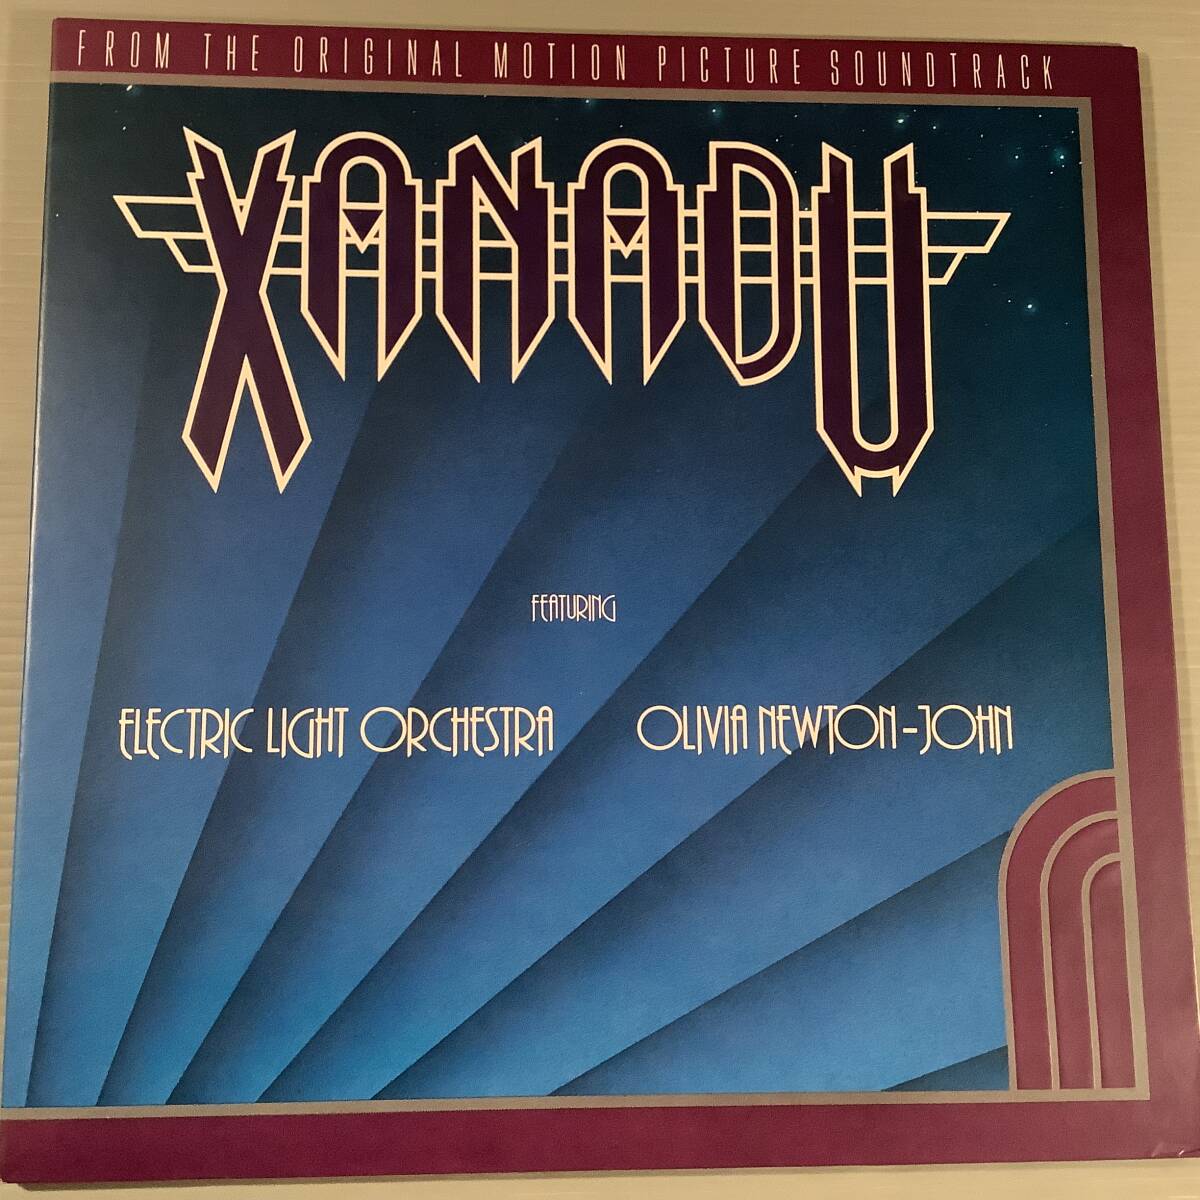 FROM THE ORIGINAL MOTION PICTURE SOUNDTRACK
XANADU
FEATURING
ELECTRIC LIGHT ORCHESTRA OLIVIA NEWTON-JOHN